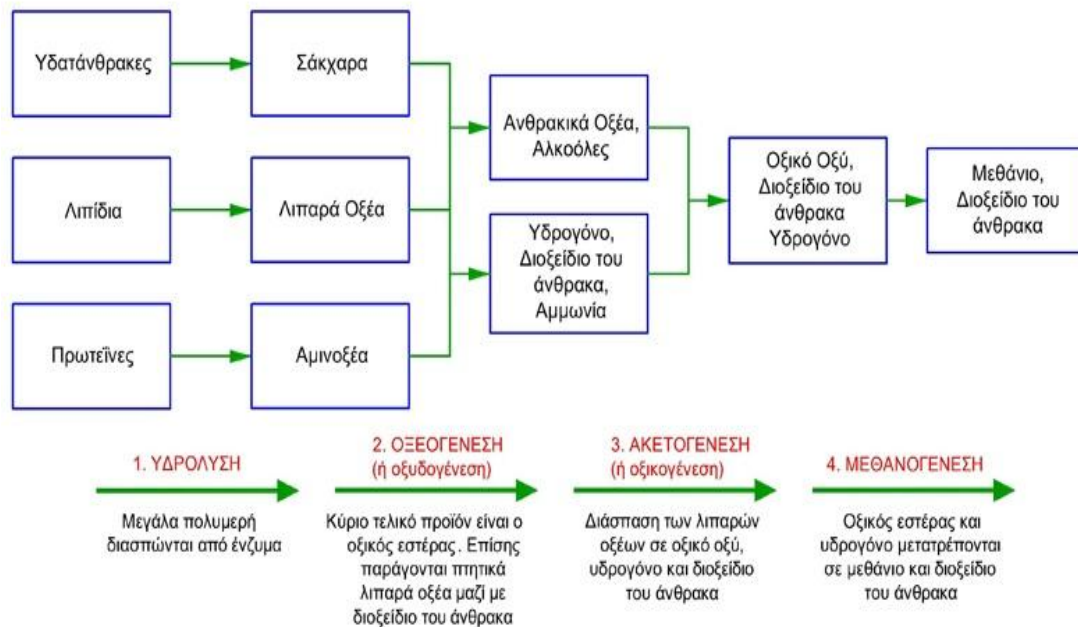 Υδατάνθρακες
Σάκχαρα
Λιπίδια
Λιπαρά Οξέα
Πρωτεΐνες
Αμινοξέα
Ανθρακικά Οξέα,
Αλκοόλες
Υδρογόνο,
Διοξείδιο του
άνθρακα,
Αμμωνία
Οξικό Οξύ,
Διοξείδιο του
άνθρακα
Υδρογόνο
Μεθάνιο,
Διοξείδιο του
άνθρακα
1. ΥΔΡΟΛΥΣΗ
Μεγάλα πολυμερή
διασπώνται από ένζυμα
2. ΟΞΕΟΓΕΝΕΣΗ
(ή οξυδογένεση)
Κύριο τελικό προϊόν είναι ο
οξικός εστέρας. Επίσης
παράγονται πτητικά
λιπαρά οξέα μαζί με
διοξείδιο του άνθρακα
3. ΑΚΕΤΟΓΕΝΕΣΗ
(ή οξικογένεση)
Διάσπαση των λιπαρών
οξέων σε οξικό οξύ,
υδρογόνο και διοξείδιο
του άνθρακα
4. ΜΕΘΑΝΟΓΕΝΕΣΗ
Οξικός εστέρας και
υδρογόνο μετατρέπονται
σε μεθάνιο και διοξείδιο
του άνθρακα